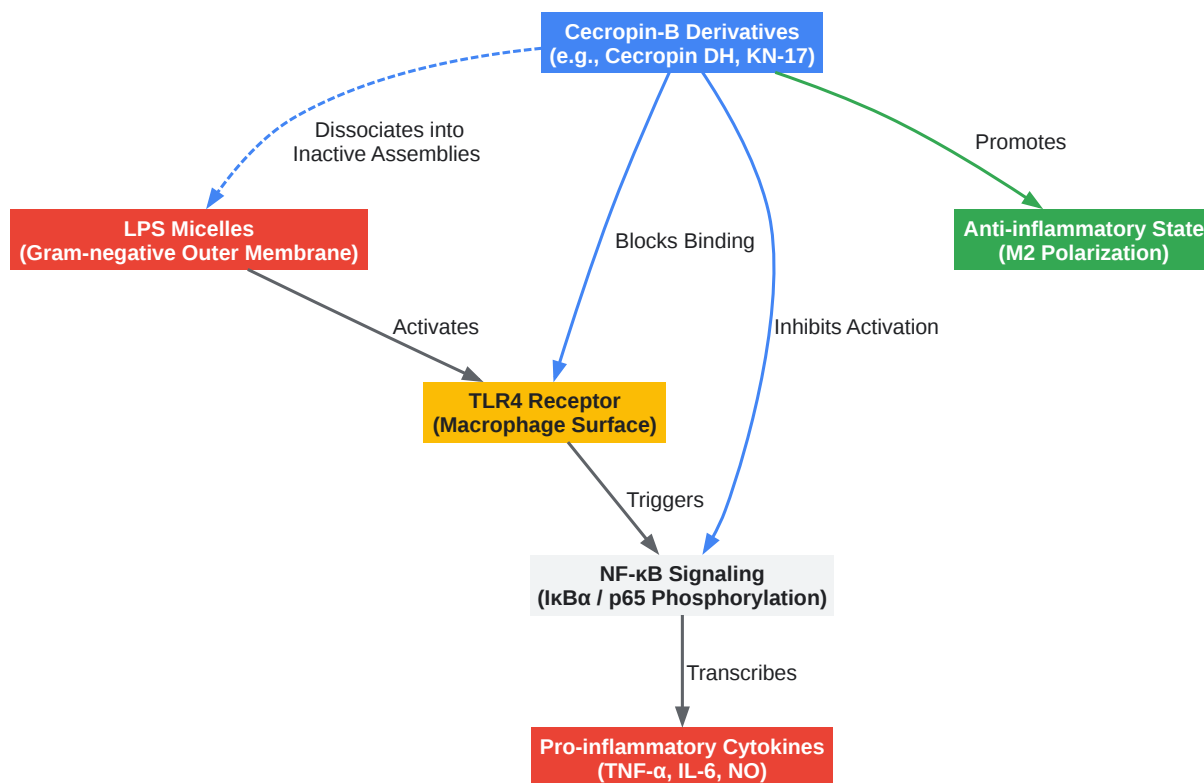 Cecropin-B Derivatives
(e.g., Cecropin DH, KN-17)
Dissociates into
Inactive Assemblies
Promotes
LPS Micelles
(Gram-negative Outer Membrane)
Blocks Binding
Anti-inflammatory State
(M2 Polarization)
Activates
Inhibits Activation
TLR4 Receptor
(Macrophage Surface)
Triggers
NF-κB Signaling
(IκBα / p65 Phosphorylation)
Transcribes
Pro-inflammatory Cytokines
(TNF-α, IL-6, NO)